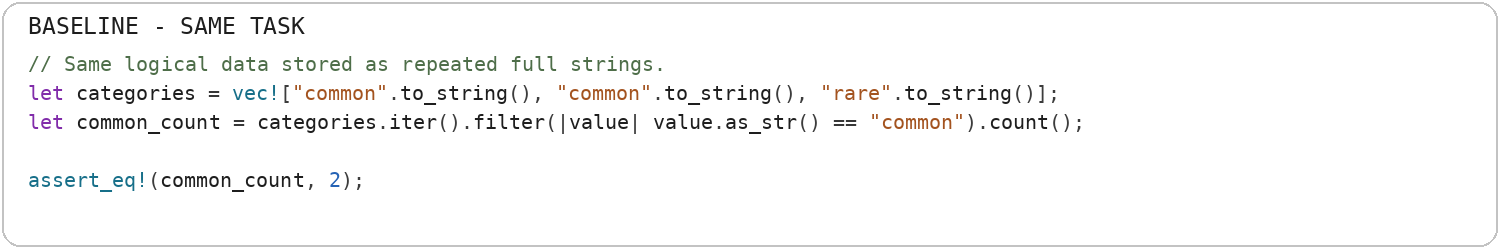 BASELINE - SAME TASK
// Same logical data stored as repeated full strings.
let categories = vec!["common".to_string(), "common".to_string(), "rare".to_string()];
let common_count = categories.iter().filter(|value| value.as_str() == "common").count();
assert_eq!(common_count, 2);